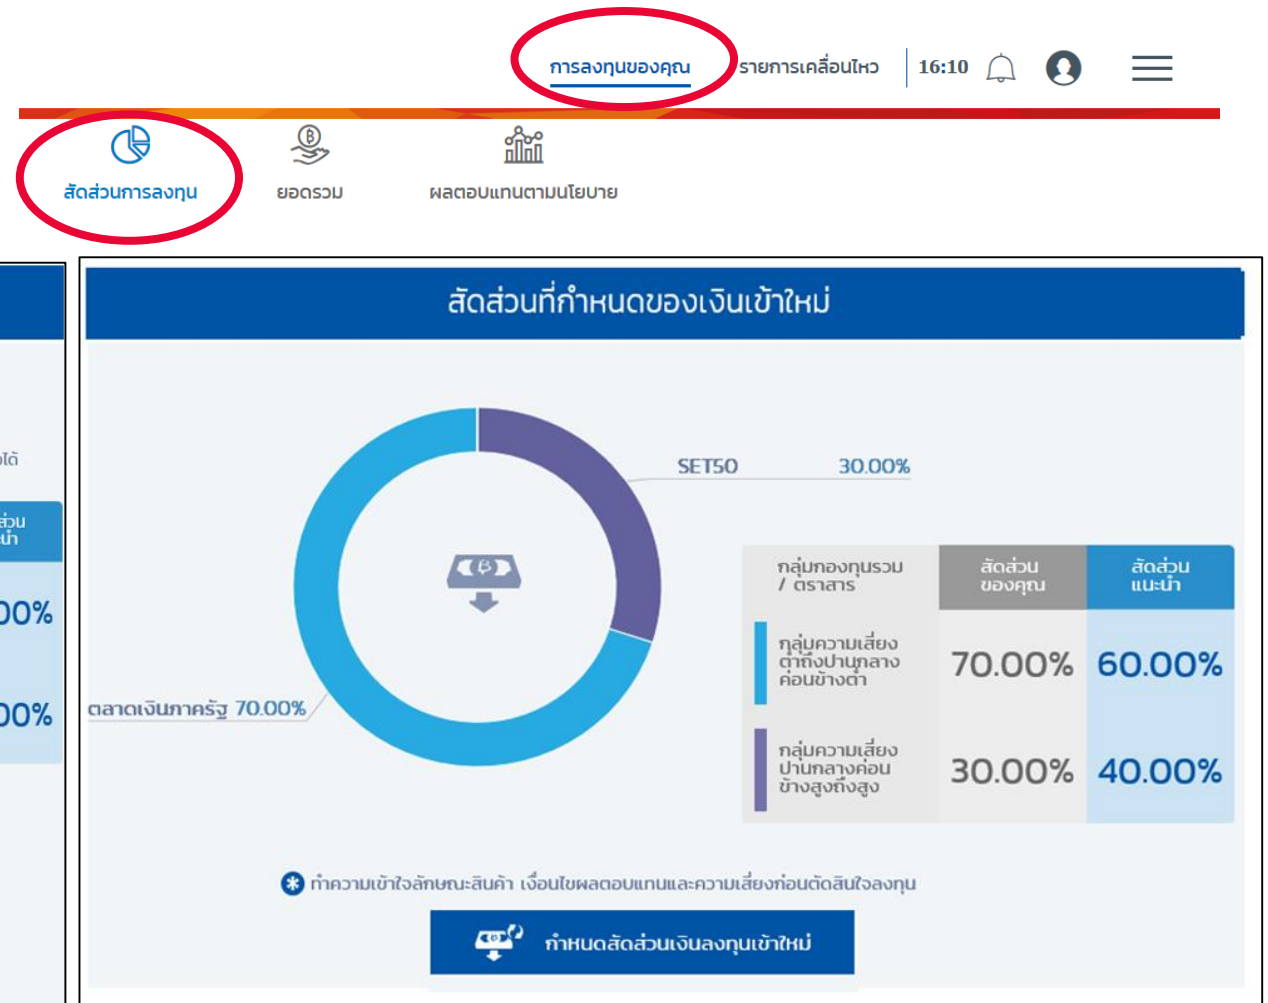 การลงทุนของคุณ
รายการเคลื่อนไหว
16:10
สัดส่วนการลงทุน
ยอดรวม
ผลตอบแทนตามนโยบาย
สัดส่วนที่กำหนดของเงินเข้าใหม่
SET50 30.00%
ตลาดเงินภาครัฐ 70.00%
กลุ่มกองทุนรวม
/ ตราสาร
สัดส่วน
ของคุณ
สัดส่วน
แนะนำ
กลุ่มความเสี่ยง
ต่ำถึงปานกลาง
ค่อนข้างต่ำ
70.00%
60.00%
กลุ่มความเสี่ยง
ปานกลางค่อน
ข้างสูงถึงสูง
30.00%
40.00%
ทำความเข้าใจลักษณะสินค้า เงื่อนไขผลตอบแทนและความเสี่ยงก่อนตัดสินใจลงทุน
กำหนดสัดส่วนเงินลงทุนเข้าใหม่